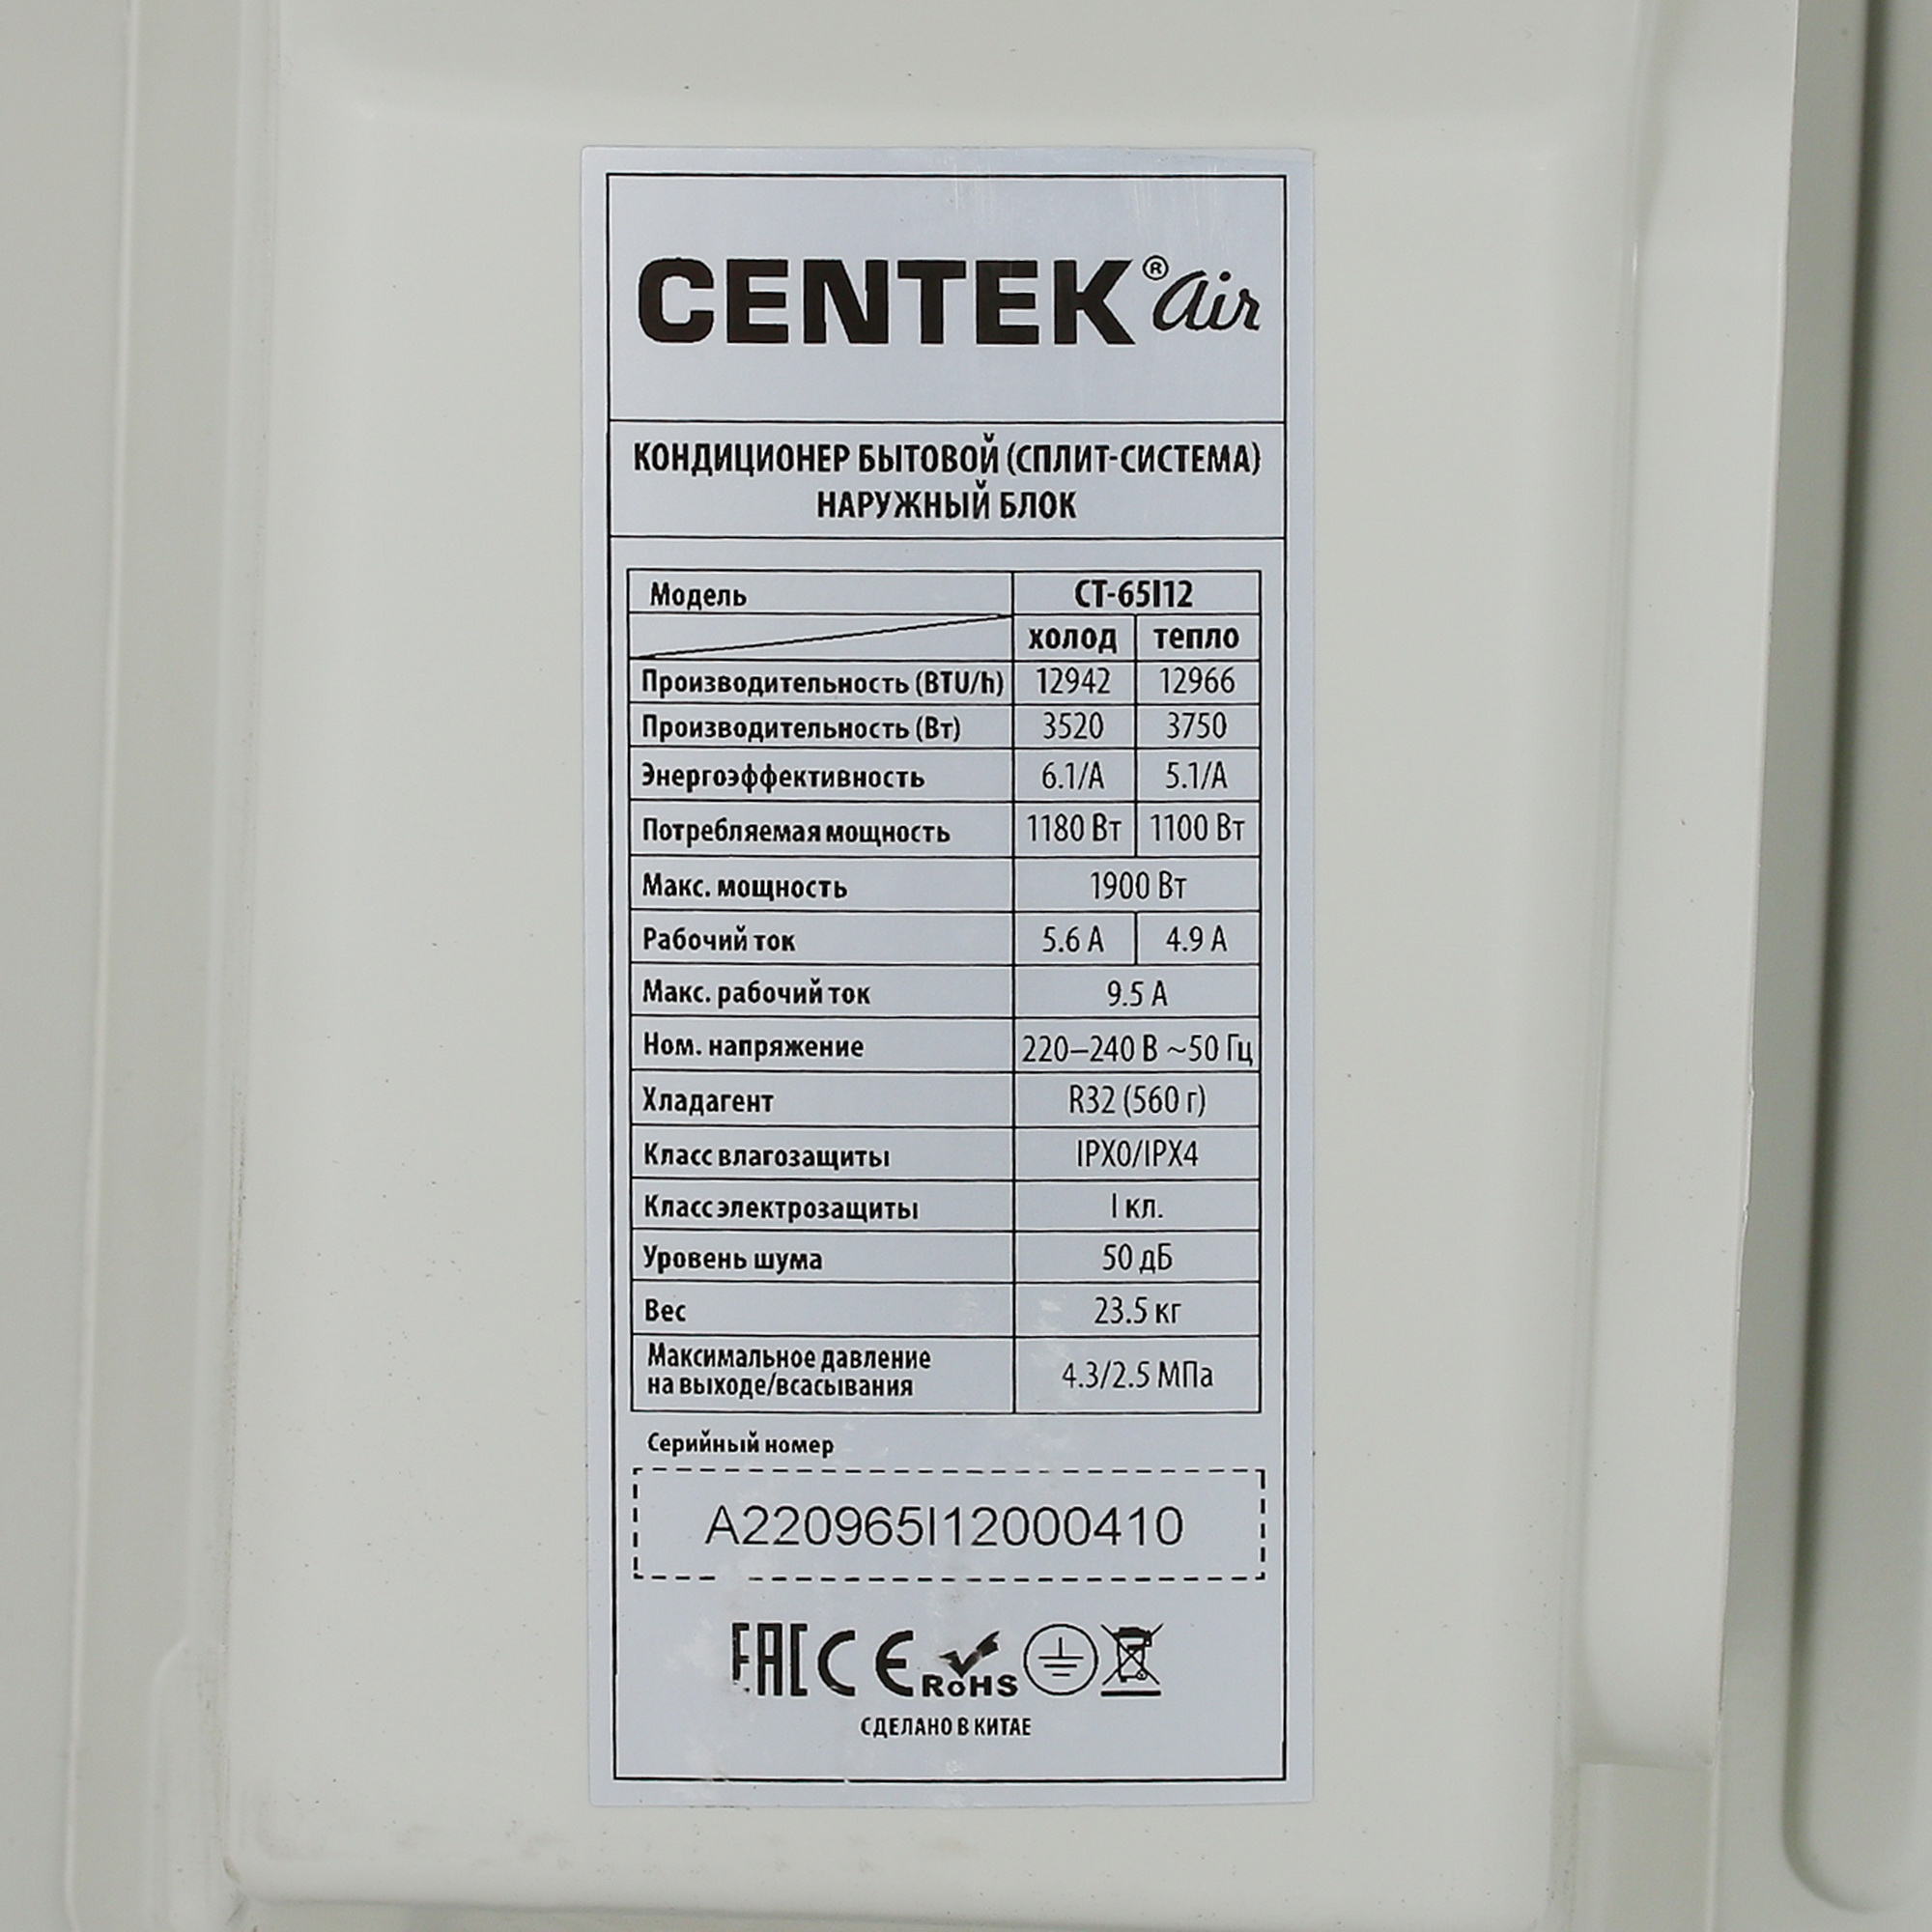 CENTEK® air
КОНДИЦИОНЕР БЫТОВОЙ (СПЛИТ-СИСТЕМА)
НАРУЖНЫЙ БЛОК
Модель CT-65I12
холод тепло
Производительность (BTU/h) 12942 12966
Производительность (Вт) 3520 3750
Энергоэффективность 6.1/A 5.1/A
Потребляемая мощность 1180 Вт 1100 Вт
Макс. мощность 1900 Вт
Рабочий ток 5.6 А 4.9 А
Макс. рабочий ток 9.5 А
Ном. напряжение 220–240 В ~50 Гц
Хладагент R32 (560 г)
Класс влагозащиты IPX0/IPX4
Класс электрозащиты I кл.
Уровень шума 50 дБ
Вес 23.5 кг
Максимальное давление
на выходе/всасывания 4.3/2.5 МПа
Серийный номер
A220965I12000410
EAC CE RoHS
СДЕЛАНО В КИТАЕ